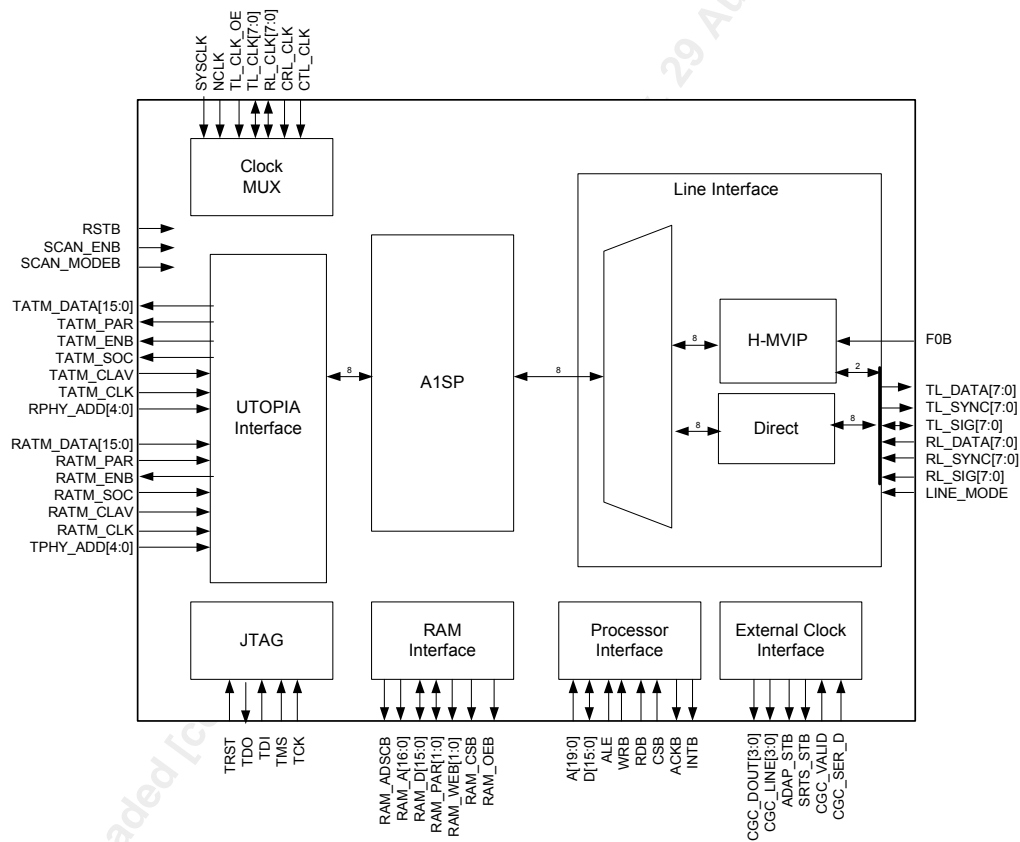 SYSCLK
NCLK
TL_CLK_OE
TL_CLK[7:0]
RL_CLK[7:0]
CRL_CLK
CTL_CLK
29 Au
Clock
MUX
Line Interface
RSTB
SCAN_ENB
SCAN_MODEB
TATM_DATA[15:0]
TATM_PAR
TATM_ENB
TATM_SOC
TATM_CLAV
TATM_CLK
RPHY_ADD[4:0]
RATM_DATA[15:0]
RATM_PAR
RATM_ENB
RATM_SOC
RATM_CLAV
RATM_CLK
TPHY_ADD[4:0]
UTOPIA
Interface
8
A1SP
8
8
H-MVIP
2
8
Direct
8
F0B
TL_DATA[7:0]
TL_SYNC[7:0]
TL_SIG[7:0]
RL_DATA[7:0]
RL_SYNC[7:0]
RL_SIG[7:0]
LINE_MODE
JTAG
RAM
Interface
Processor
Interface
External Clock
Interface
TRST
TDO
TDI
TMS
TCK
RAM_ADSCB
RAM_A[16:0]
RAM_D[15:0]
RAM_PAR[1:0]
RAM_WEB[1:0]
RAM_CSB
RAM_OEB
A[19:0]
D[15:0]
ALE
WRB
RDB
CSB
ACKB
INTB
CGC_DOUT[3:0]
CGC_LINE[3:0]
ADAP_STB
SRTS_STB
CGC_VALID
CGC_SER_D
aded [co